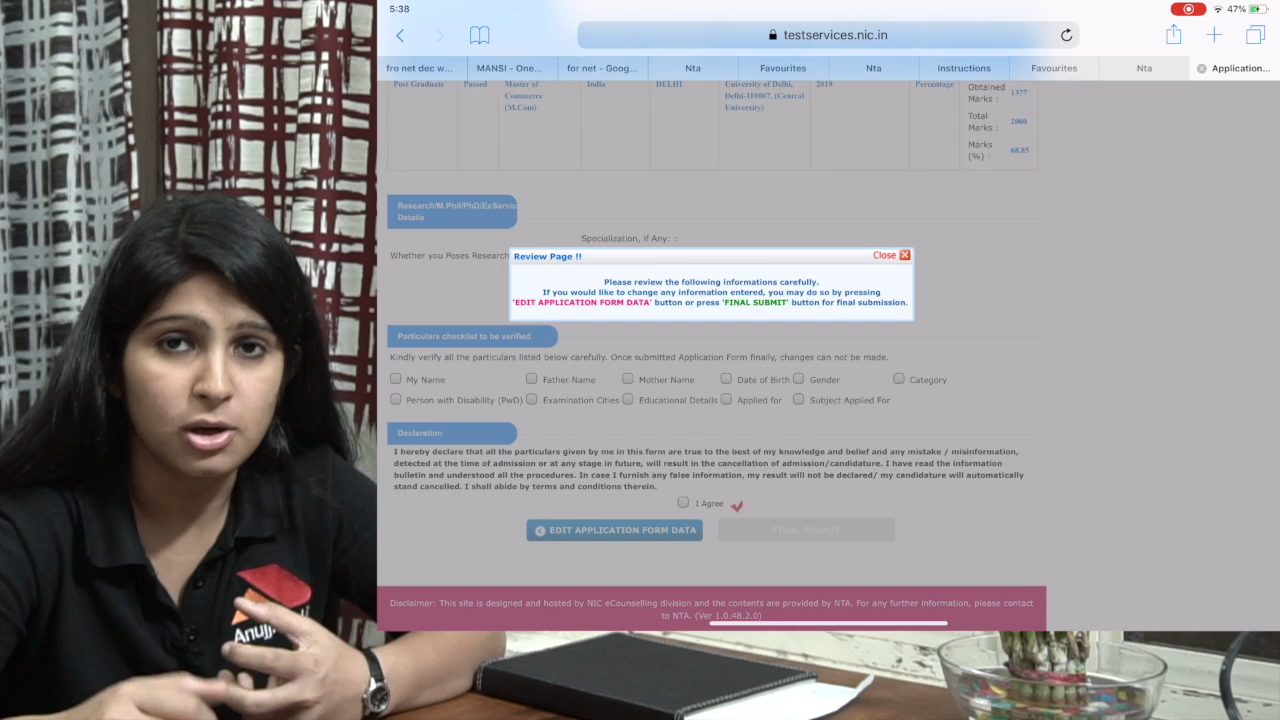 5:38
47%
testservices.nic.in
fro net dec w...
MANSI - One...
for net - Goog...
Nta
Favourites
Nta
Instructions
Favourites
Nta
Application...
Post Graduate
Passed
Master of
Commerce
(M.Com)
India
DELHI
University of Delhi,
Delhi-110007. (Central
University)
2019
Percentage
Obtained
Marks :
1377
Total
Marks :
2000
Marks
(%) :
68.85
Research/M.Phil/PhD/ExServic
Details
Specialization, if Any: :
Whether you Poses Research
Review Page !!
Close
Please review the following informations carefully.
If you would like to change any information entered, you may do so by pressing
'EDIT APPLICATION FORM DATA' button or press 'FINAL SUBMIT' button for final submission.
Particulars checklist to be verified
Kindly verify all the particulars listed below carefully. Once submitted Application Form finally, changes can not be made.
My Name
Father Name
Mother Name
Date of Birth
Gender
Category
Person with Disability (PwD)
Examination Cities
Educational Details
Applied for
Subject Applied For
Declaration
I hereby declare that all the particulars given by me in this form are true to the best of my knowledge and belief and any mistake / misinformation,
detected at the time of admission or at any stage in future, will result in the cancellation of admission/candidature. I have read the information
bulletin and understood all the procedures. In case I furnish any false information, my result will not be declared/ my candidature will automatically
stand cancelled. I shall abide by terms and conditions therein.
I Agree
EDIT APPLICATION FORM DATA
FINAL SUBMIT
Disclaimer: This site is designed and hosted by NIC eCounselling division and the contents are provided by NTA. For any further information, please contact
to NTA. (Ver 1.0.48.2.0)